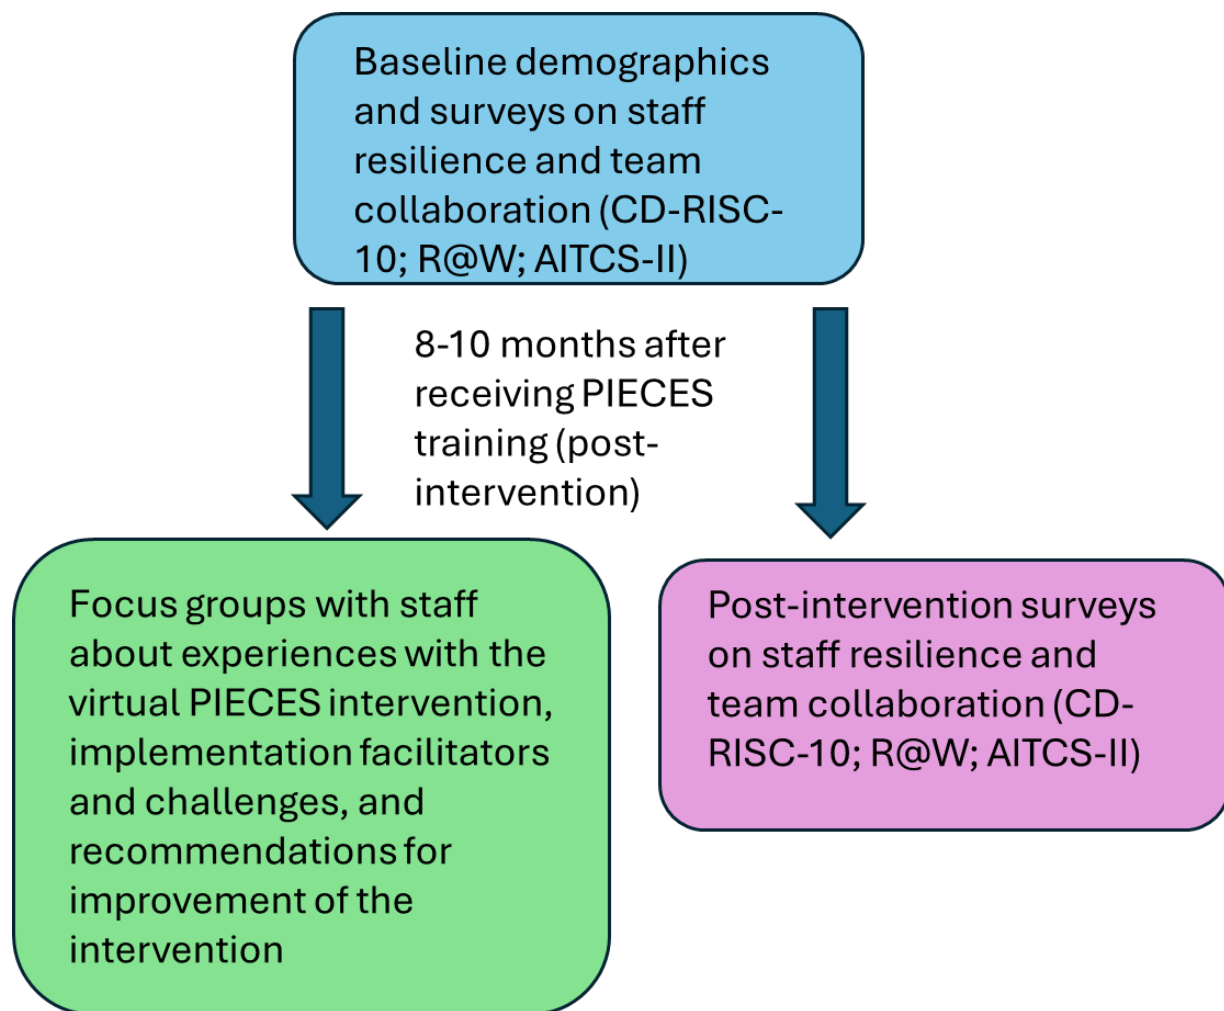 Baseline demographics
and surveys on staff
resilience and team
collaboration (CD-RISC-
10; R@W; AITCS-II)
8-10 months after
receiving PIECES
training (post-
intervention)
Focus groups with staff
about experiences with the
virtual PIECES intervention,
implementation facilitators
and challenges, and
recommendations for
improvement of the
intervention
Post-intervention surveys
on staff resilience and
team collaboration (CD-
RISC-10; R@W; AITCS-II)